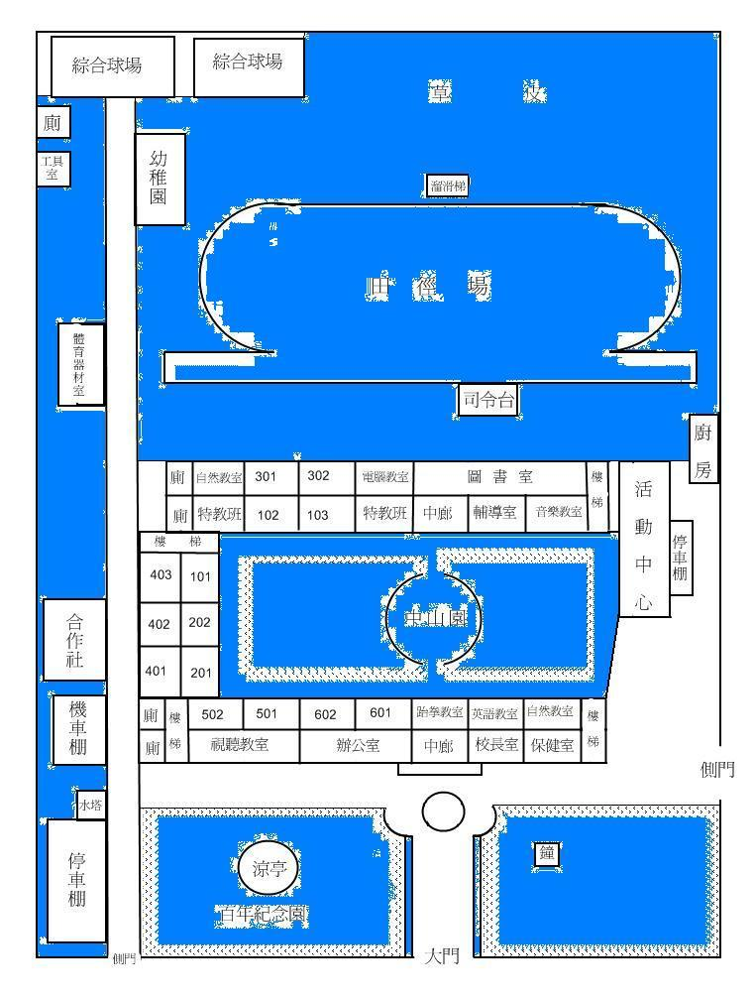 綜合球場
綜合球場
草 皮
廁
工具室
幼稚園
溜滑梯
田 徑 場
體育器材室
司令台
廚房
廁 自然教室 301 302 電腦教室 圖 書 室 樓梯
廁 特教班 102 103 特教班 中廊 輔導室 音樂教室
活動中心
停車棚
樓 梯
403 101
402 202
401 201
中山園
合作社
機車棚
水塔
停車棚
廁 樓梯 502 501 602 601 跆拳教室 英語教室 自然教室 樓梯
廁 視聽教室 辦公室 中廊 校長室 保健室
側門
鐘
涼亭
百年紀念園
側門
大門